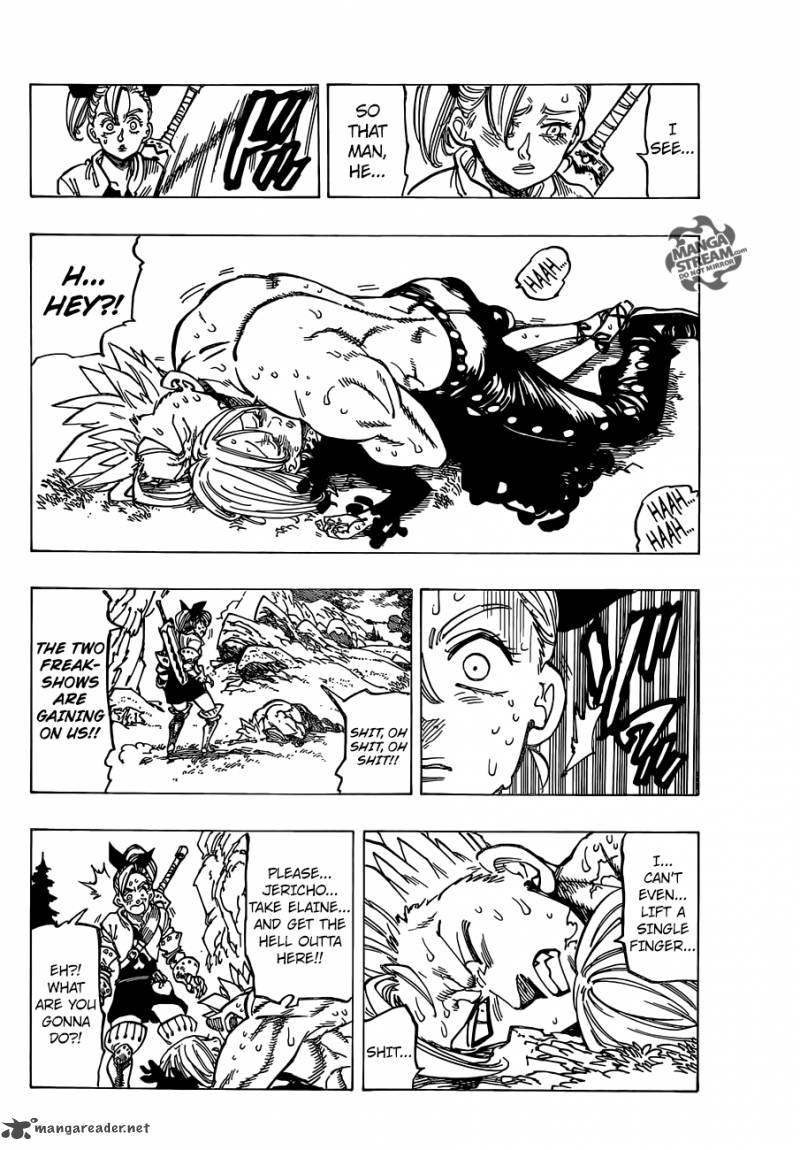 I
SEE...
SO
THAT
MAN,
HE...
H...
HEY?!
HAAH...
HAAH...
HAAH...
SHIT, OH
SHIT, OH
SHIT!!
THE TWO
FREAK-
SHOWS
ARE
GAINING
ON US!!
I...
CAN'T
EVEN...
LIFT A
SINGLE
FINGER...
SHIT...
PLEASE...
JERICHO...
TAKE ELAINE...
AND GET THE
HELL OUTTA
HERE!!
EH?!
WHAT
ARE YOU
GONNA
DO?!
MANGA
STREAM.com
DO NOT MIRROR
mangareader.net